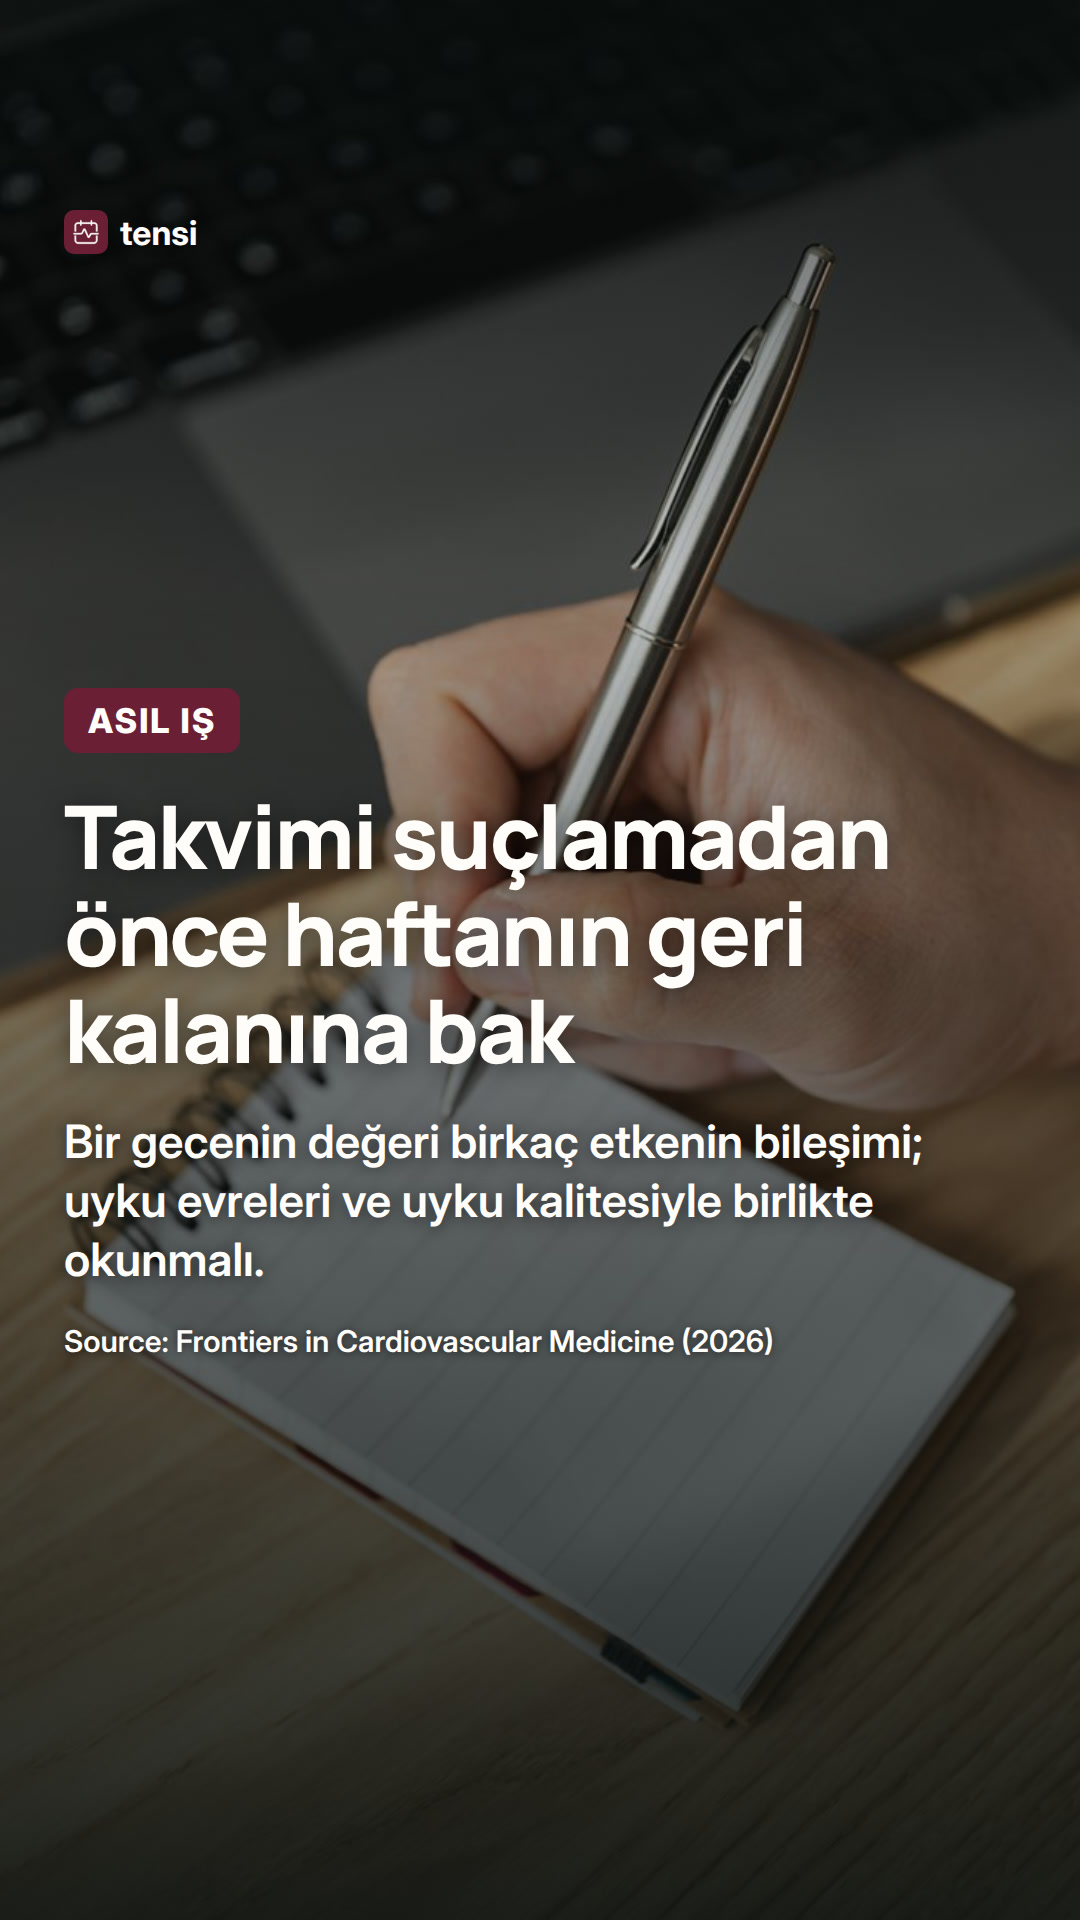 tensi
ASIL IŞ
Takvimi suçlamadan
önce haftanın geri
kalanına bak
Bir gecenin değeri birkaç etkenin bileşimi;
uyku evreleri ve uyku kalitesiyle birlikte
okunmalı.
Source: Frontiers in Cardiovascular Medicine (2026)